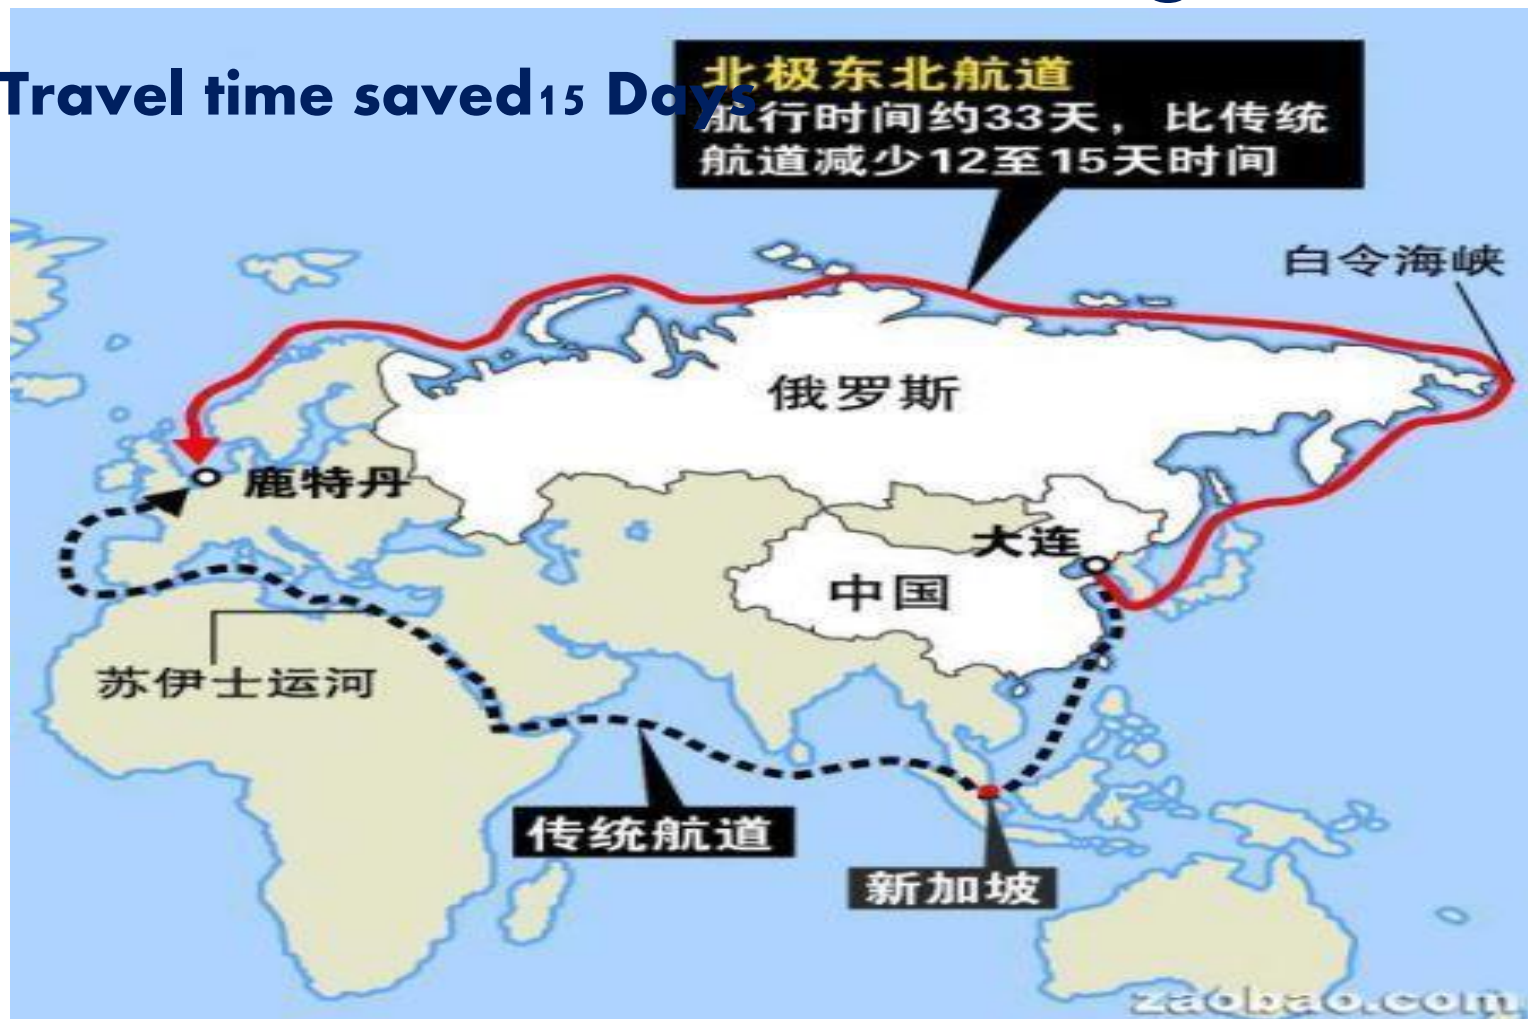 Travel time saved15 Days
北极东北航道
航行时间约33天，比传统
航道减少12至15天时间
白令海峡
俄罗斯
鹿特丹
大连
中国
苏伊士运河
传统航道
新加坡
zaobao.com